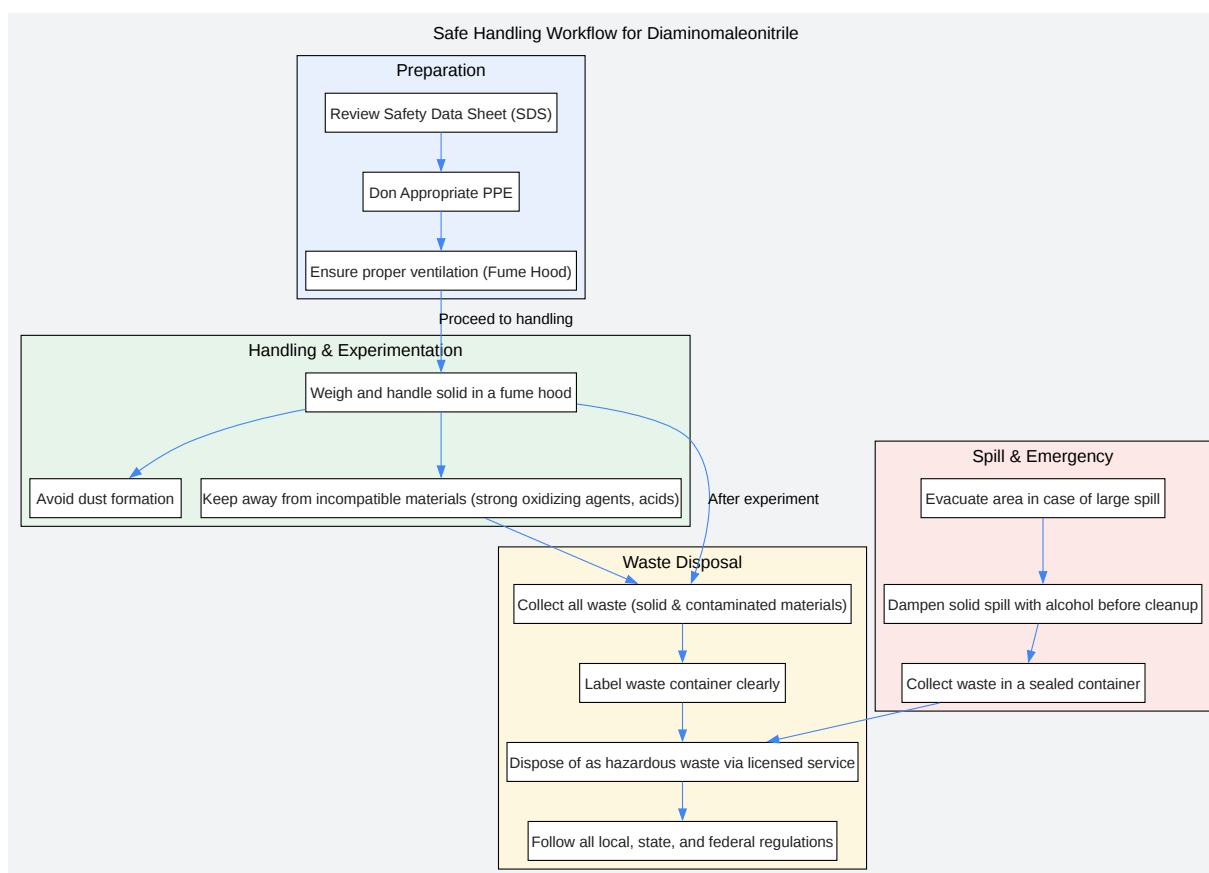 Safe Handling Workflow for Diaminomaleonitrile
Preparation
Review Safety Data Sheet (SDS)
Don Appropriate PPE
Ensure proper ventilation (Fume Hood)
Proceed to handling
Handling & Experimentation
Weigh and handle solid in a fume hood
Avoid dust formation
Keep away from incompatible materials (strong oxidizing agents, acids)
After experiment
Spill & Emergency
Evacuate area in case of large spill
Dampen solid spill with alcohol before cleanup
Collect waste in a sealed container
Waste Disposal
Collect all waste (solid & contaminated materials)
Label waste container clearly
Dispose of as hazardous waste via licensed service
Follow all local, state, and federal regulations